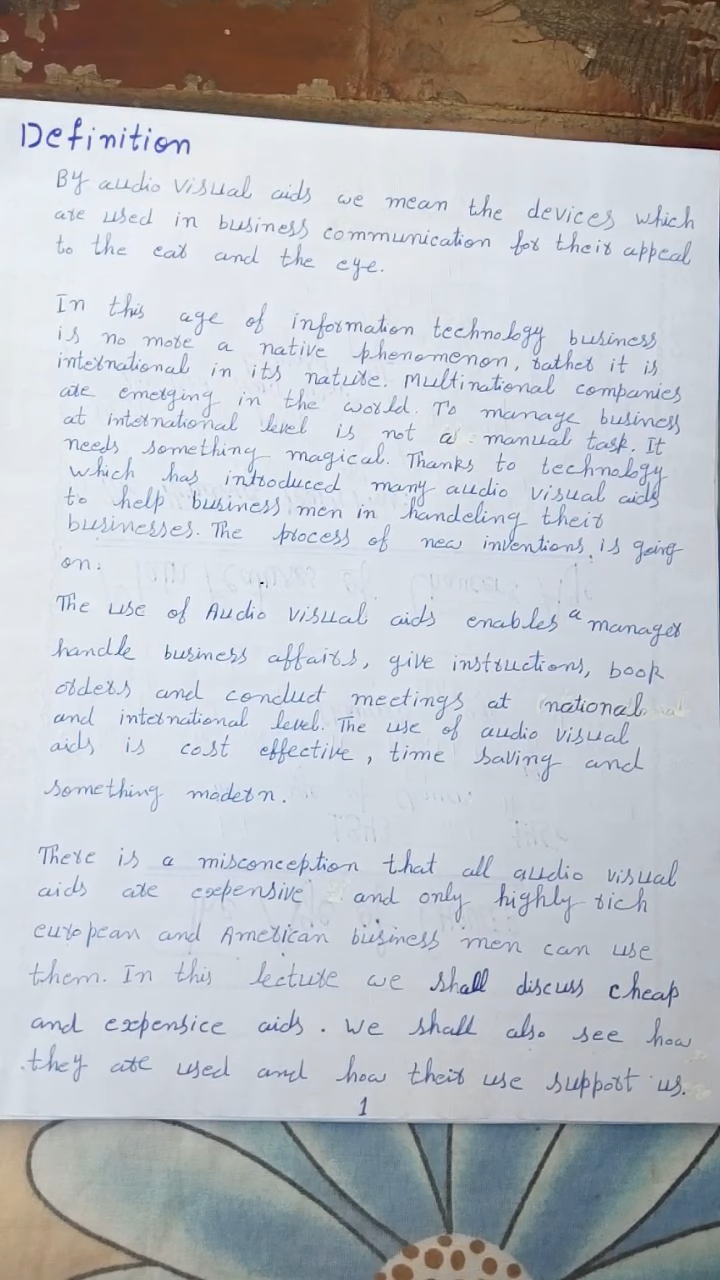 Definition
By audio visual aids we mean the devices which
are used in business communication for their appeal
to the ear and the eye.
In this age of information technology business
is no more a native phenomenon, rather it is
international in its nature. Multinational companies
are emerging in the world. To manage business
at international level is not a manual task. It
needs something magical. Thanks to technology
which has introduced many audio visual aids
to help business men in handeling their
businesses. The process of new inventions is going
on.
The use of Audio visual aids enables a manager
handle business affairs, give instructions, book
orders and conduct meetings at national
and international level. The use of audio visual
aids is cost effective, time saving and
something modern.
There is a misconception that all audio visual
aids are expensive and only highly rich
european and American business men can use
them. In this lecture we shall discuss cheap
and expensice aids. We shall also see how
they are used and how their use support us.
1